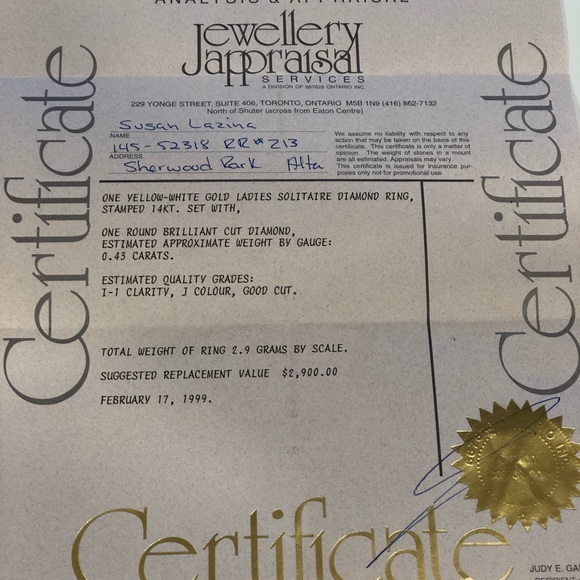 ANALYSIS & APPRAISAL
Jewellery
appraisal
SERVICES
A DIVISION OF 687628 ONTARIO INC.
229 YONGE STREET, SUITE 406, TORONTO, ONTARIO M5B 1N9 (416) 862-7132
North of Shuter (across from Eaton Centre)
Susan Lazina
NAME
145-52318 RR#213
ADDRESS
Sherwood Park Alta
We assume no liability with respect to any
action that may be taken on the basis of this
certificate. This certificate is only a matter of
opinion. The weight of stones in a mount
are all estimated. Appraisals may vary.
This certificate is issued for insurance pur-
poses only not for promotional use.
Certificate
Certificate
ONE YELLOW-WHITE GOLD LADIES SOLITAIRE DIAMOND RING,
STAMPED 14KT. SET WITH,
ONE ROUND BRILLIANT CUT DIAMOND,
ESTIMATED APPROXIMATE WEIGHT BY GAUGE:
0.43 CARATS.
ESTIMATED QUALITY GRADES:
I-1 CLARITY, J COLOUR, GOOD CUT.
TOTAL WEIGHT OF RING 2.9 GRAMS BY SCALE.
SUGGESTED REPLACEMENT VALUE $2,900.00
FEBRUARY 17, 1999.
Certificate
JUDY E.